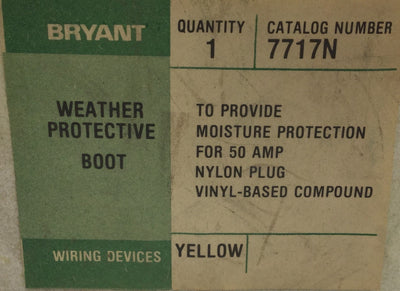 BRYANT
QUANTITY
1
CATALOG NUMBER
7717N
WEATHER
PROTECTIVE
BOOT
TO PROVIDE
MOISTURE PROTECTION
FOR 50 AMP
NYLON PLUG
VINYL-BASED COMPOUND
WIRING DEVICES
YELLOW